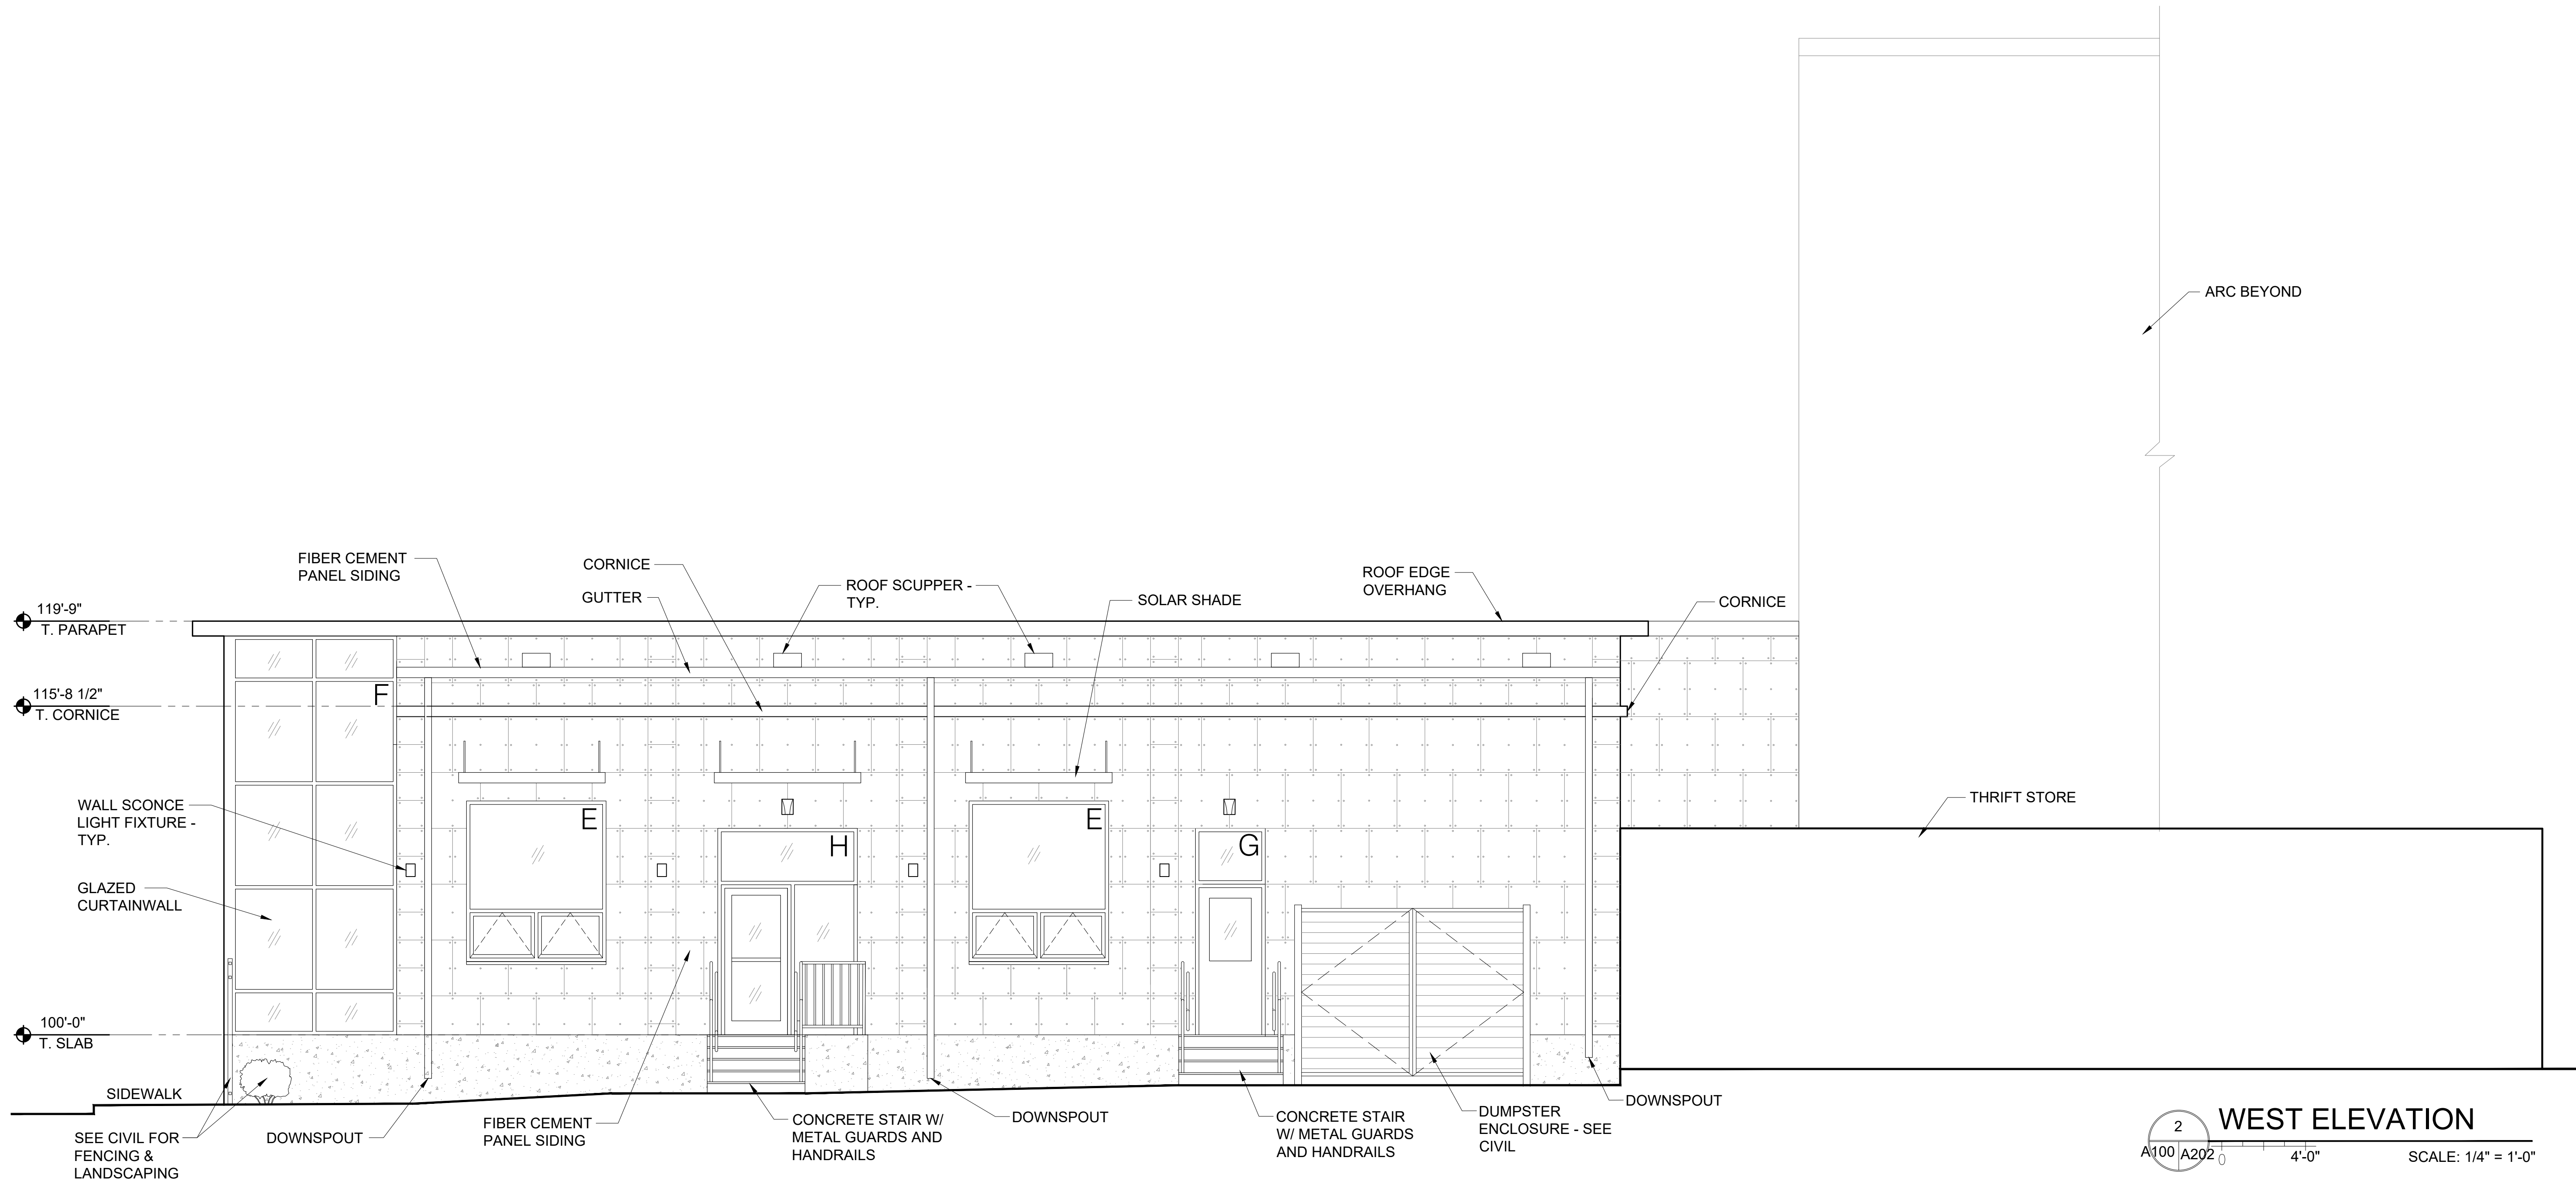 ARC BEYOND
FIBER CEMENT
PANEL SIDING
CORNICE
GUTTER
ROOF SCUPPER -
TYP.
SOLAR SHADE
ROOF EDGE
OVERHANG
CORNICE
119'-9"
T. PARAPET
115'-8 1/2"
T. CORNICE
F
WALL SCONCE
LIGHT FIXTURE -
TYP.
GLAZED
CURTAINWALL
E
H
E
G
THRIFT STORE
100'-0"
T. SLAB
SIDEWALK
SEE CIVIL FOR
FENCING &
LANDSCAPING
DOWNSPOUT
FIBER CEMENT
PANEL SIDING
CONCRETE STAIR W/
METAL GUARDS AND
HANDRAILS
DOWNSPOUT
CONCRETE STAIR
W/ METAL GUARDS
AND HANDRAILS
DUMPSTER
ENCLOSURE - SEE
CIVIL
DOWNSPOUT
2
A100 A202
WEST ELEVATION
0 4'-0"
SCALE: 1/4" = 1'-0"